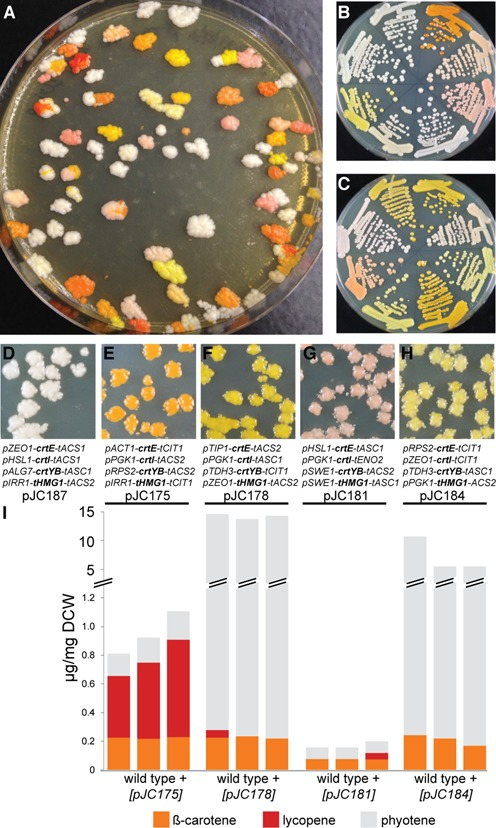 A
B
C
D
E
F
G
H
pZEO1-crtE-tACS1
pHSL1-crtI-tACS1
pALG7-crtYB-tASC1
pIRR1-tHMG1-tACS2
pJC187
pACT1-crtE-tCIT1
pPGK1-crtI-tACS2
pRPS2-crtYB-tACS2
pIRR1-tHMG1-tCIT1
pJC175
pTIP1-crtE-tACS2
pPGK1-crtI-tASC1
pTDH3-crtYB-tCIT1
pZEO1-tHMG1-tACS2
pJC178
pHSL1-crtE-tASC1
pPGK1-crtI-tENO2
pSWE1-crtYB-tACS2
pSWE1-tHMG1-tASC1
pJC181
pRPS2-crtE-tCIT1
pZEO1-crtI-tCIT1
pTDH3-crtYB-tASC1
pPGK1-tHMG1-ACS2
pJC184
I
15
10
5
1.2
1.0
0.8
0.6
0.4
0.2
0
µg/mg DCW
wild type +
[pJC175]
wild type +
[pJC178]
wild type +
[pJC181]
wild type +
[pJC184]
ß-carotene
lycopene
phyotene